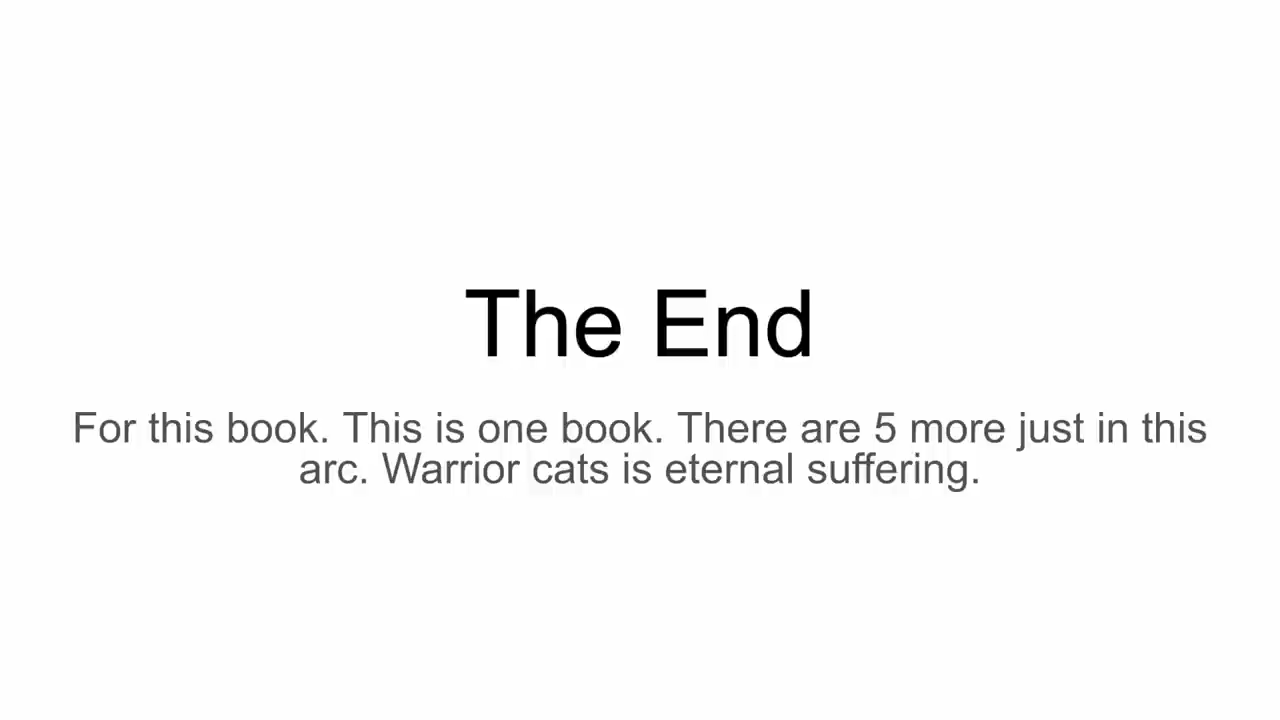 The End
For this book. This is one book. There are 5 more just in this
arc. Warrior cats is eternal suffering.